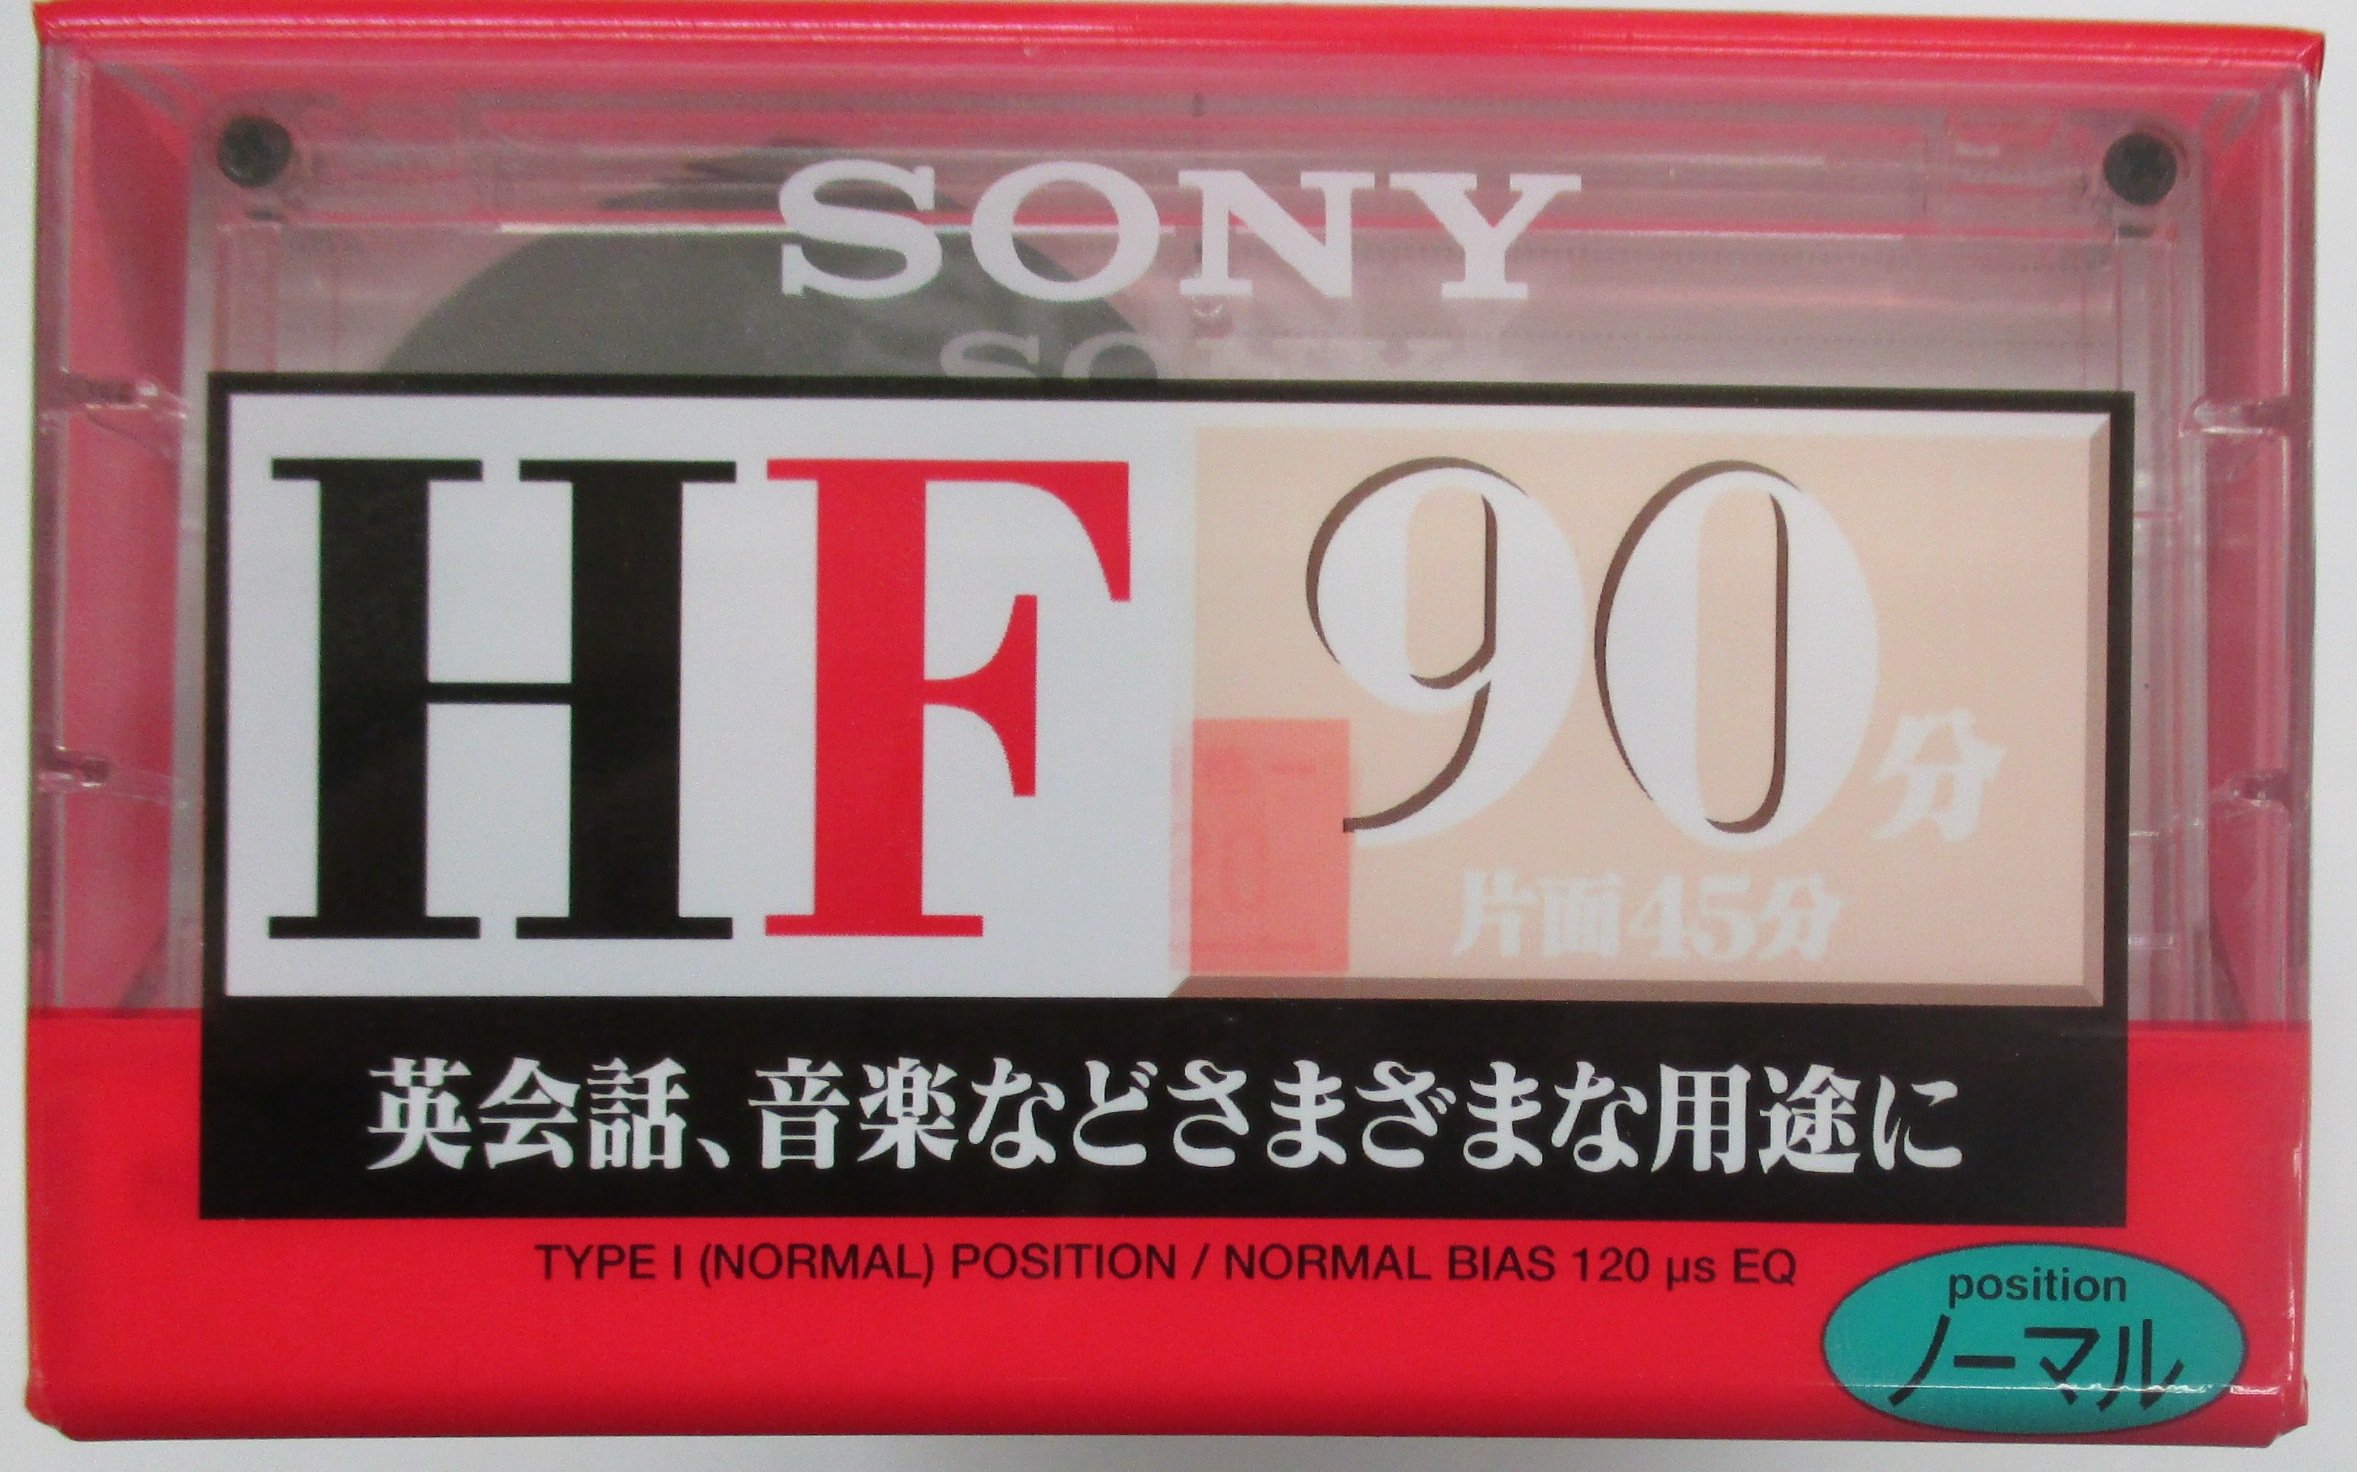 SONY
SONY
HF 90分
片面45分
英会話、音楽などさまざまな用途に
TYPE I (NORMAL) POSITION / NORMAL BIAS 120 µs EQ
position
ノーマル